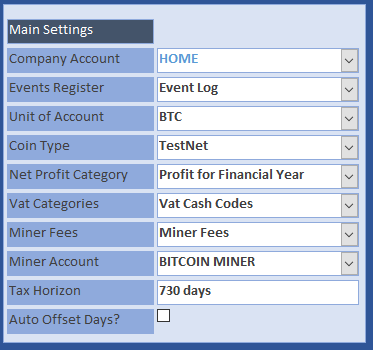 Main Settings
Company Account HOME
Events Register Event Log
Unit of Account BTC
Coin Type TestNet
Net Profit Category Profit for Financial Year
Vat Categories Vat Cash Codes
Miner Fees Miner Fees
Miner Account BITCOIN MINER
Tax Horizon 730 days
Auto Offset Days?